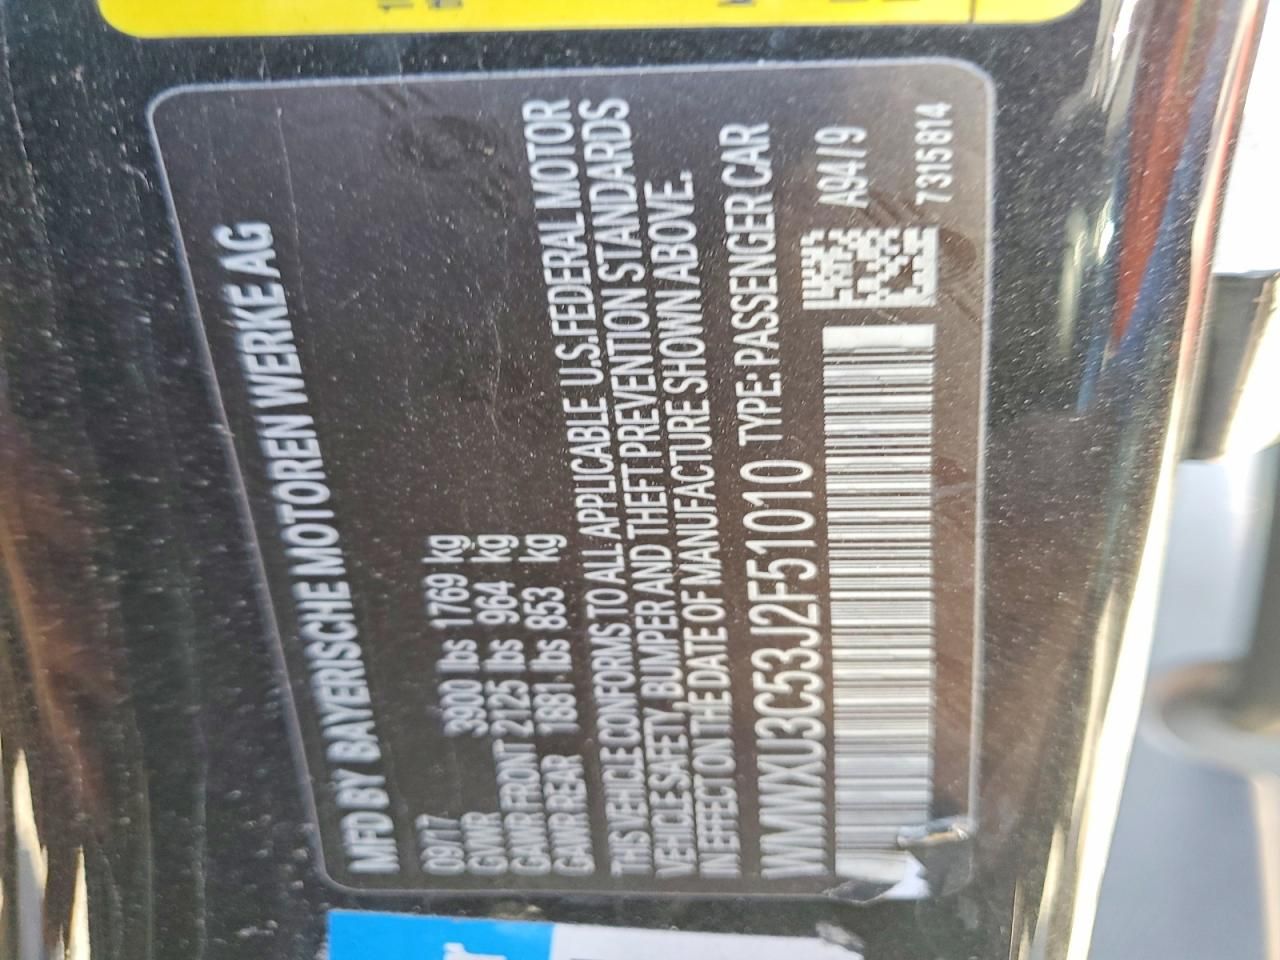 MFD BY BAYERISCHE MOTOREN WERKE AG
09/17
GVWR 3900 lbs 1769 kg
GAWR FRONT 2125 lbs 964 kg
GAWR REAR 1881 lbs 853 kg
THIS VEHICLE CONFORMS TO ALL APPLICABLE U.S.FEDERAL MOTOR
VEHICLE SAFETY, BUMPER AND THEFT PREVENTION STANDARDS
IN EFFECT ON THE DATE OF MANUFACTURE SHOWN ABOVE.
WMWXU3C53J2F51010 TYPE: PASSENGER CAR
A94/9
7315814